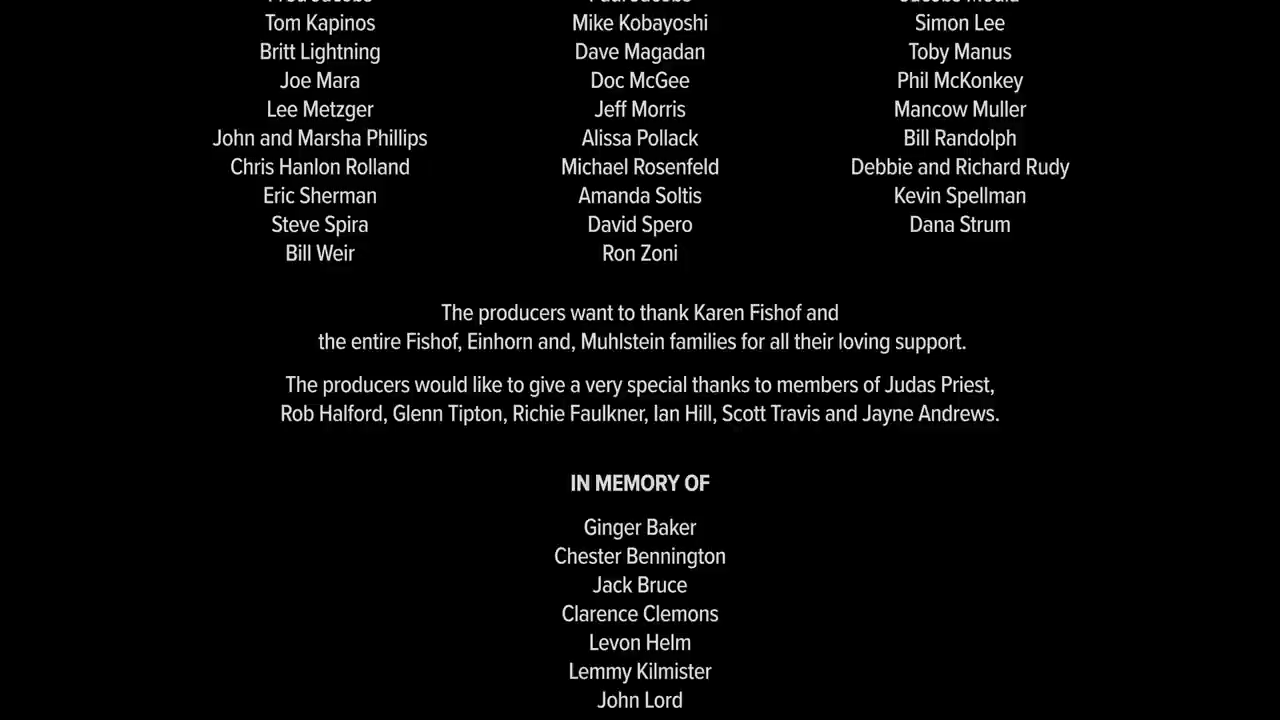 Tom Kapinos Mike Kobayoshi Simon Lee
Britt Lightning Dave Magadan Toby Manus
Joe Mara Doc McGee Phil McKonkey
Lee Metzger Jeff Morris Mancow Muller
John and Marsha Phillips Alissa Pollack Bill Randolph
Chris Hanlon Rolland Michael Rosenfeld Debbie and Richard Rudy
Eric Sherman Amanda Soltis Kevin Spellman
Steve Spira David Spero Dana Strum
Bill Weir Ron Zoni
The producers want to thank Karen Fishof and
the entire Fishof, Einhorn and, Muhlstein families for all their loving support.
The producers would like to give a very special thanks to members of Judas Priest,
Rob Halford, Glenn Tipton, Richie Faulkner, Ian Hill, Scott Travis and Jayne Andrews.
IN MEMORY OF
Ginger Baker
Chester Bennington
Jack Bruce
Clarence Clemons
Levon Helm
Lemmy Kilmister
John Lord